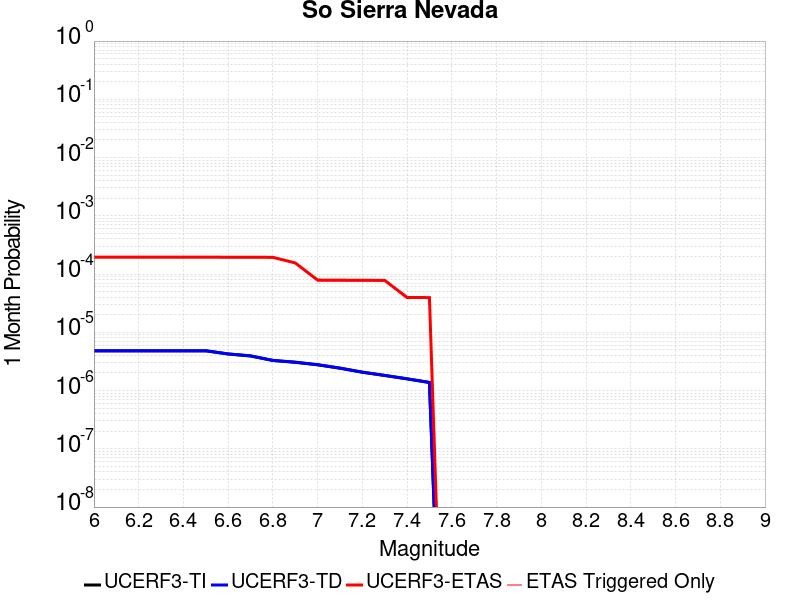 So Sierra Nevada
10^0
10^-1
10^-2
10^-3
10^-4
10^-5
10^-6
10^-7
10^-8
1 Month Probability
6 6.2 6.4 6.6 6.8 7 7.2 7.4 7.6 7.8 8 8.2 8.4 8.6 8.8 9
Magnitude
UCERF3-TI UCERF3-TD UCERF3-ETAS ETAS Triggered Only